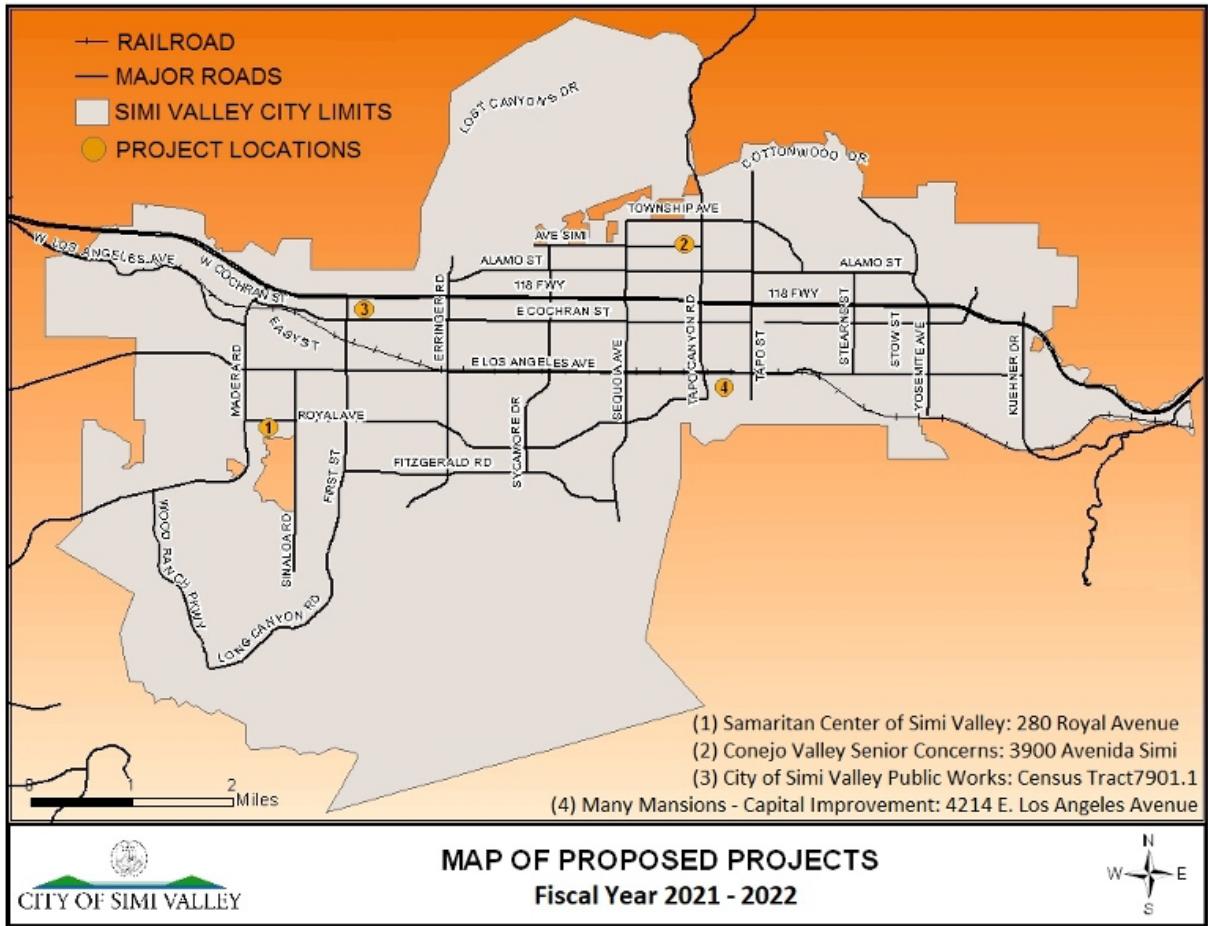 RAILROAD
MAJOR ROADS
SIMI VALLEY CITY LIMITS
PROJECT LOCATIONS
LOST CANYONS DR
COTTONWOOD DR
TOWNSHIP AVE
AVE SIMI
2
W LOS ANGELES AVE
W COCHRAN ST
ALAMO ST
ALAMO ST
118 FWY
118 FWY
3
E COCHRAN ST
EASY ST
ERRINGER RD
TAPO CANYON RD
TAPO ST
STEARNS ST
STOW ST
YOSEMITE AVE
KUEHNER DR
E LOS ANGELES AVE
SEQUOIA AVE
MADERA RD
4
1
ROYAL AVE
SYCAMORE DR
FIRST ST
FITZGERALD RD
WOOD RANCH PKWY
SINALOA RD
LONG CANYON RD
(1) Samaritan Center of Simi Valley: 280 Royal Avenue
(2) Conejo Valley Senior Concerns: 3900 Avenida Simi
(3) City of Simi Valley Public Works: Census Tract7901.1
(4) Many Mansions - Capital Improvement: 4214 E. Los Angeles Avenue
0 1 2
Miles
CITY OF SIMI VALLEY
MAP OF PROPOSED PROJECTS
Fiscal Year 2021 - 2022
N
W E
S